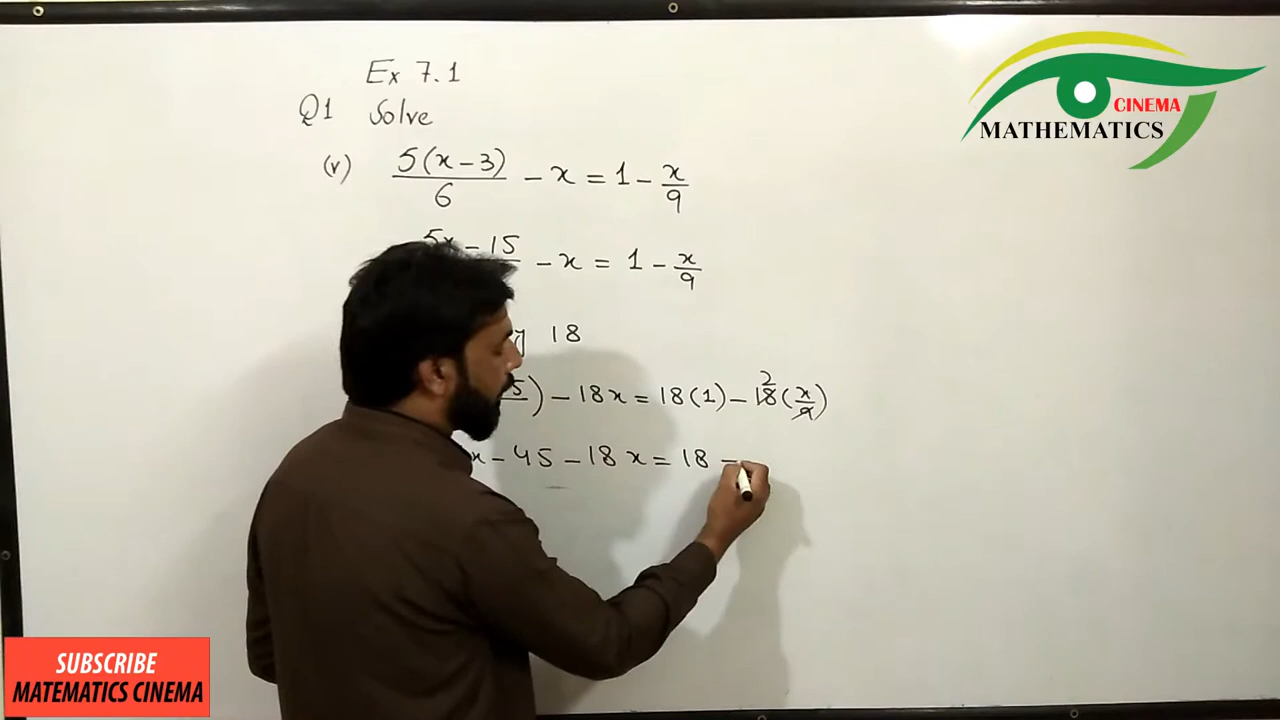 Ex 7.1
Q1 Solve
(v) 5(x-3)/6 - x = 1 - x/9
5x - 15 - x = 1 - x/9
18
5) - 18x = 18(1) - 18(x/9)
2
x - 45 - 18x = 18 -
CINEMA
MATHEMATICS
SUBSCRIBE
MATEMATICS CINEMA